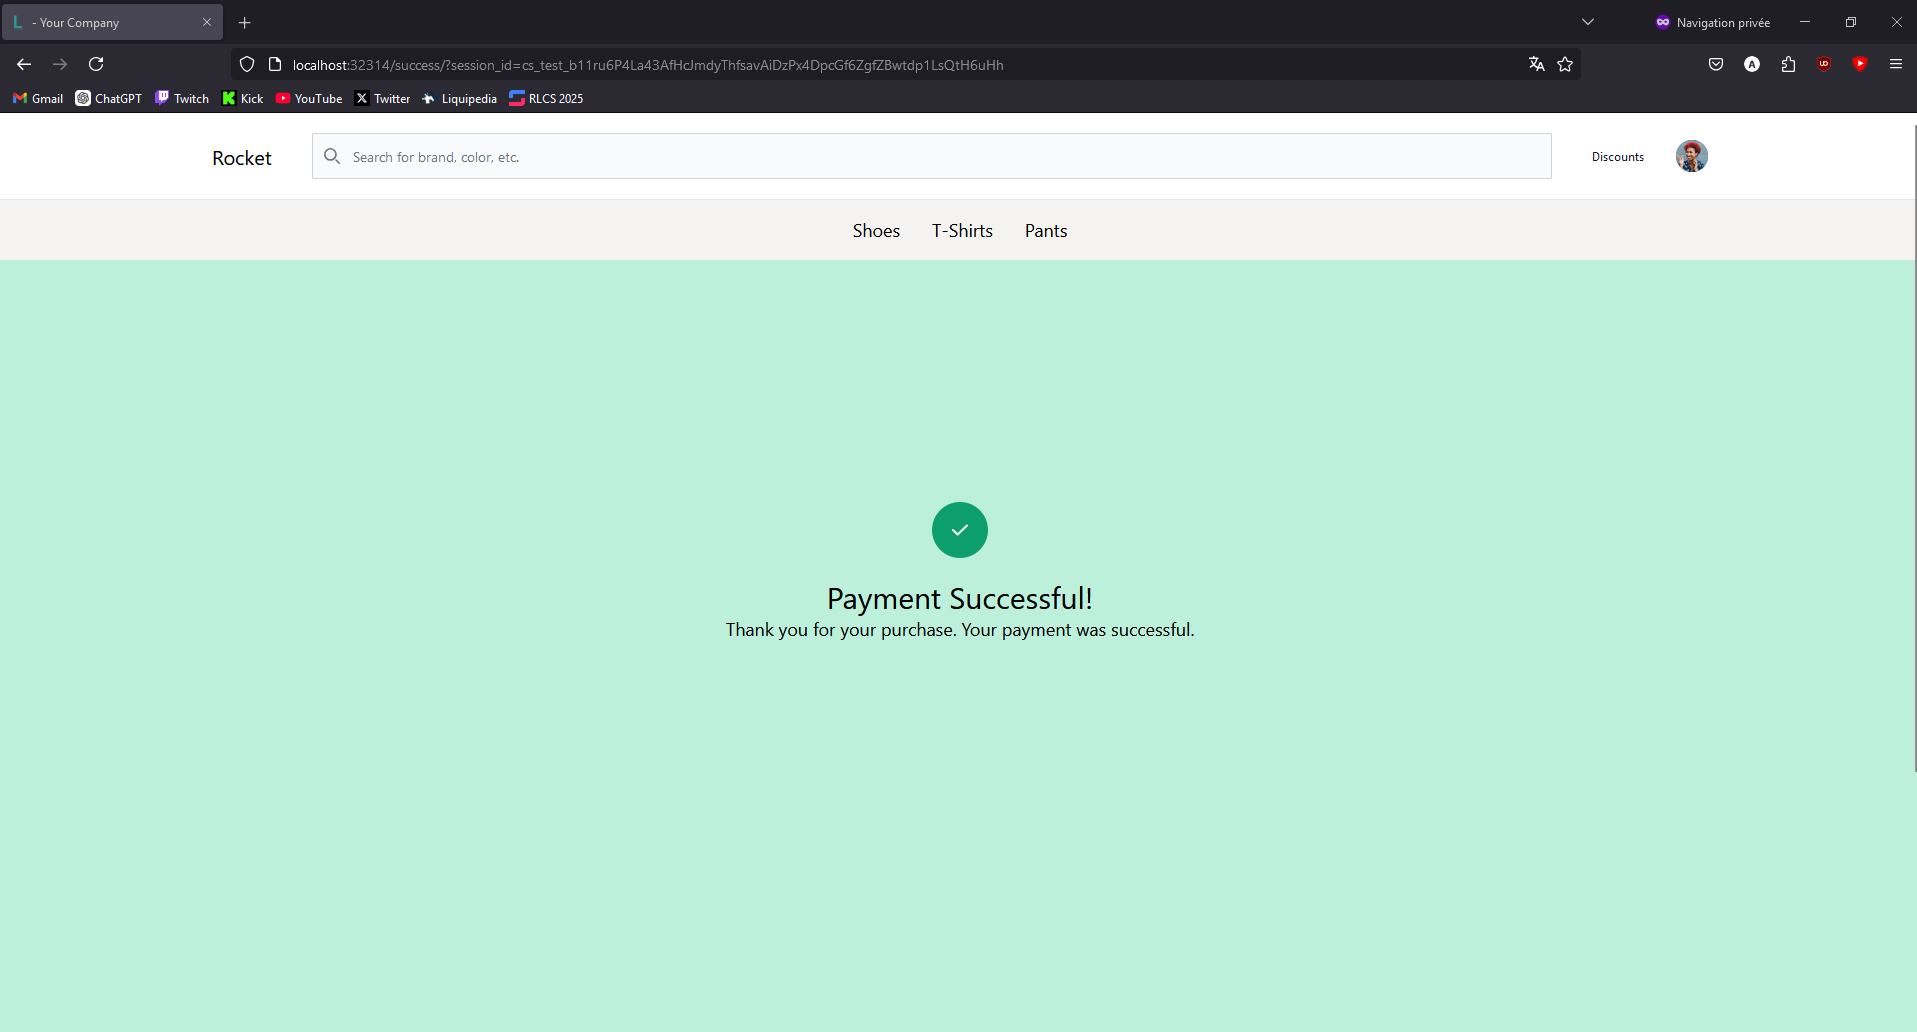 - Your Company
Navigation privée
localhost:32314/success/?session_id=cs_test_b11ru6P4La43AfHcJmdyThfsavAiDzPx4DpcGf6ZgfZBwtdp1LsQtH6uHh
Gmail ChatGPT Twitch Kick YouTube Twitter Liquipedia RLCS 2025
Rocket
Search for brand, color, etc.
Discounts
Shoes T-Shirts Pants
Payment Successful!
Thank you for your purchase. Your payment was successful.